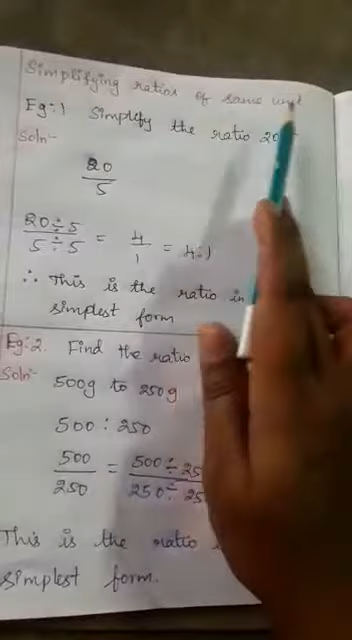 Simplifying ratios of same unit
Eg:1 Simplify the ratio 20
Soln-
20
5
20÷5 = 4 = 4:1
5÷5 1
∴ This is the ratio in
simplest form
Eg:2. Find the ratio
Soln- 500g to 250g
500 : 250
500 = 500÷25
250 250÷25
This is the ratio
simplest form.